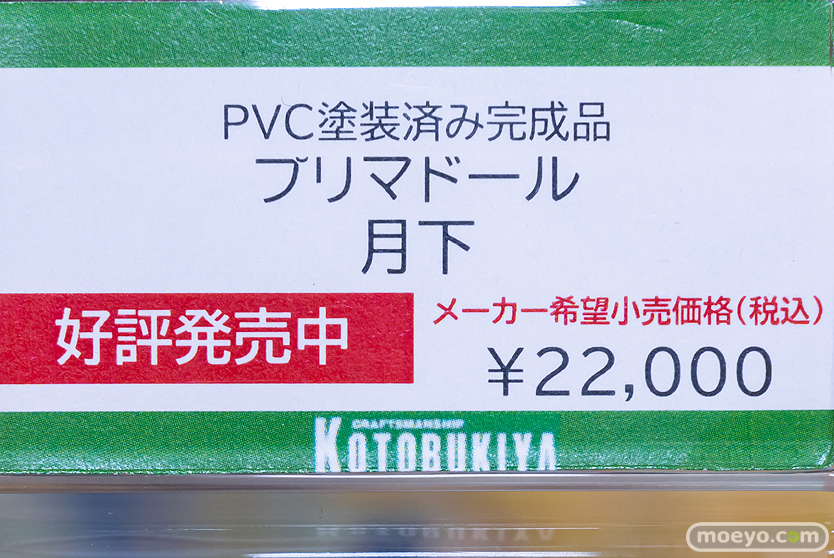 PVC塗装済み完成品
プリマドール
月下
好評発売中
メーカー希望小売価格(税込)
¥22,000
CRAFTSMANSHIP
KOTOBUKIYA
moeyo.com